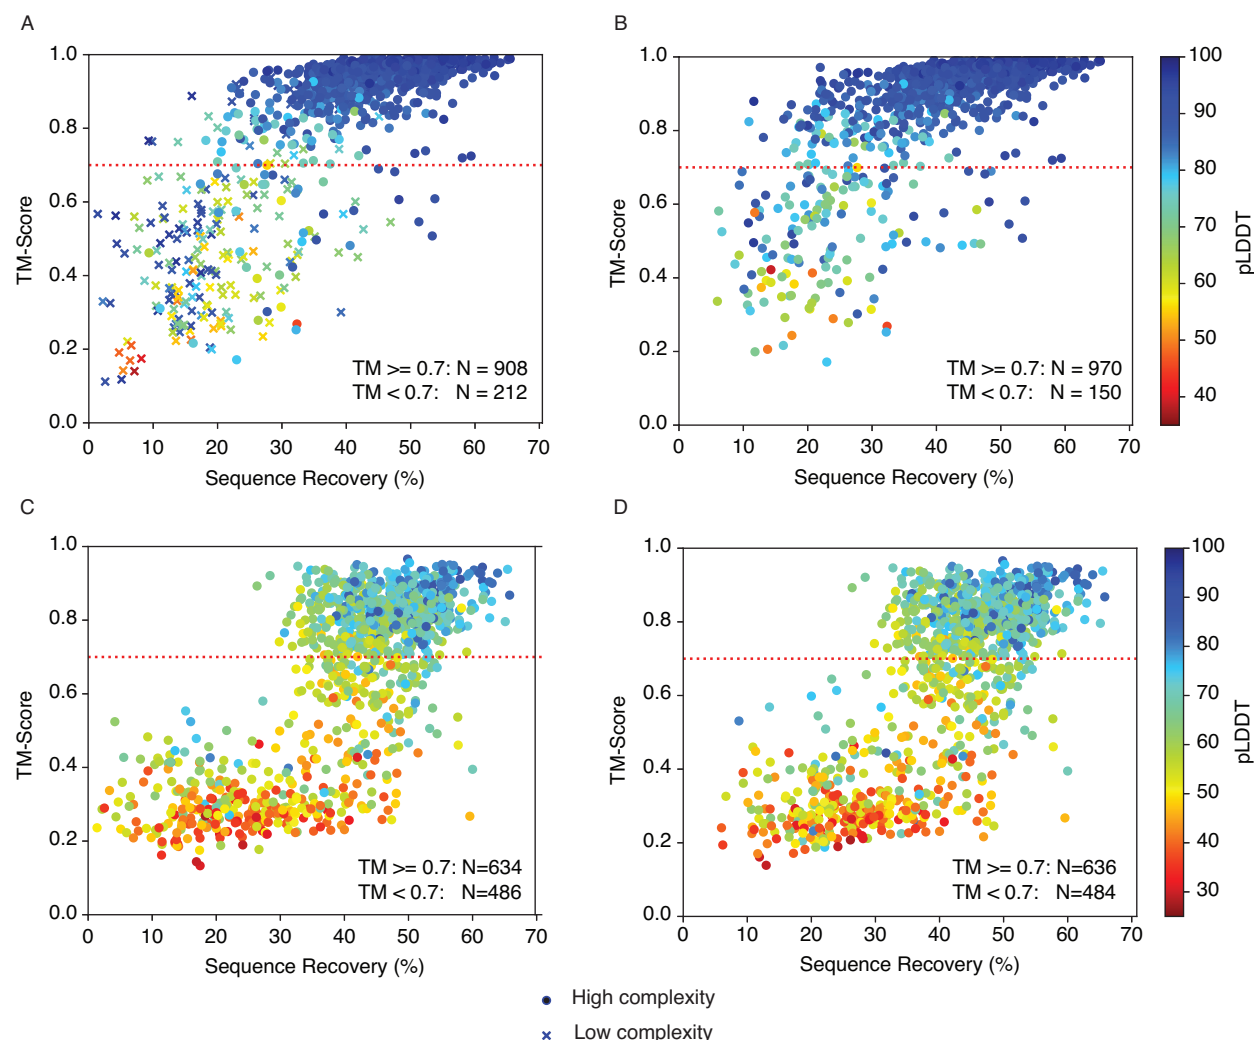 A
B
1.0
0.8
0.6
0.4
0.2
0.0
TM-Score
0
10
20
30
40
50
60
70
Sequence Recovery (%)
TM >= 0.7: N = 908
TM < 0.7: N = 212
1.0
0.8
0.6
0.4
0.2
0.0
TM-Score
0
10
20
30
40
50
60
70
Sequence Recovery (%)
TM >= 0.7: N = 970
TM < 0.7: N = 150
100
90
80
70
60
50
40
pLDDT
C
D
1.0
0.8
0.6
0.4
0.2
0.0
TM-Score
0
10
20
30
40
50
60
70
Sequence Recovery (%)
TM >= 0.7: N=634
TM < 0.7: N=486
1.0
0.8
0.6
0.4
0.2
0.0
TM-Score
0
10
20
30
40
50
60
70
Sequence Recovery (%)
TM >= 0.7: N=636
TM < 0.7: N=484
100
90
80
70
60
50
40
30
pLDDT
High complexity
Low complexity